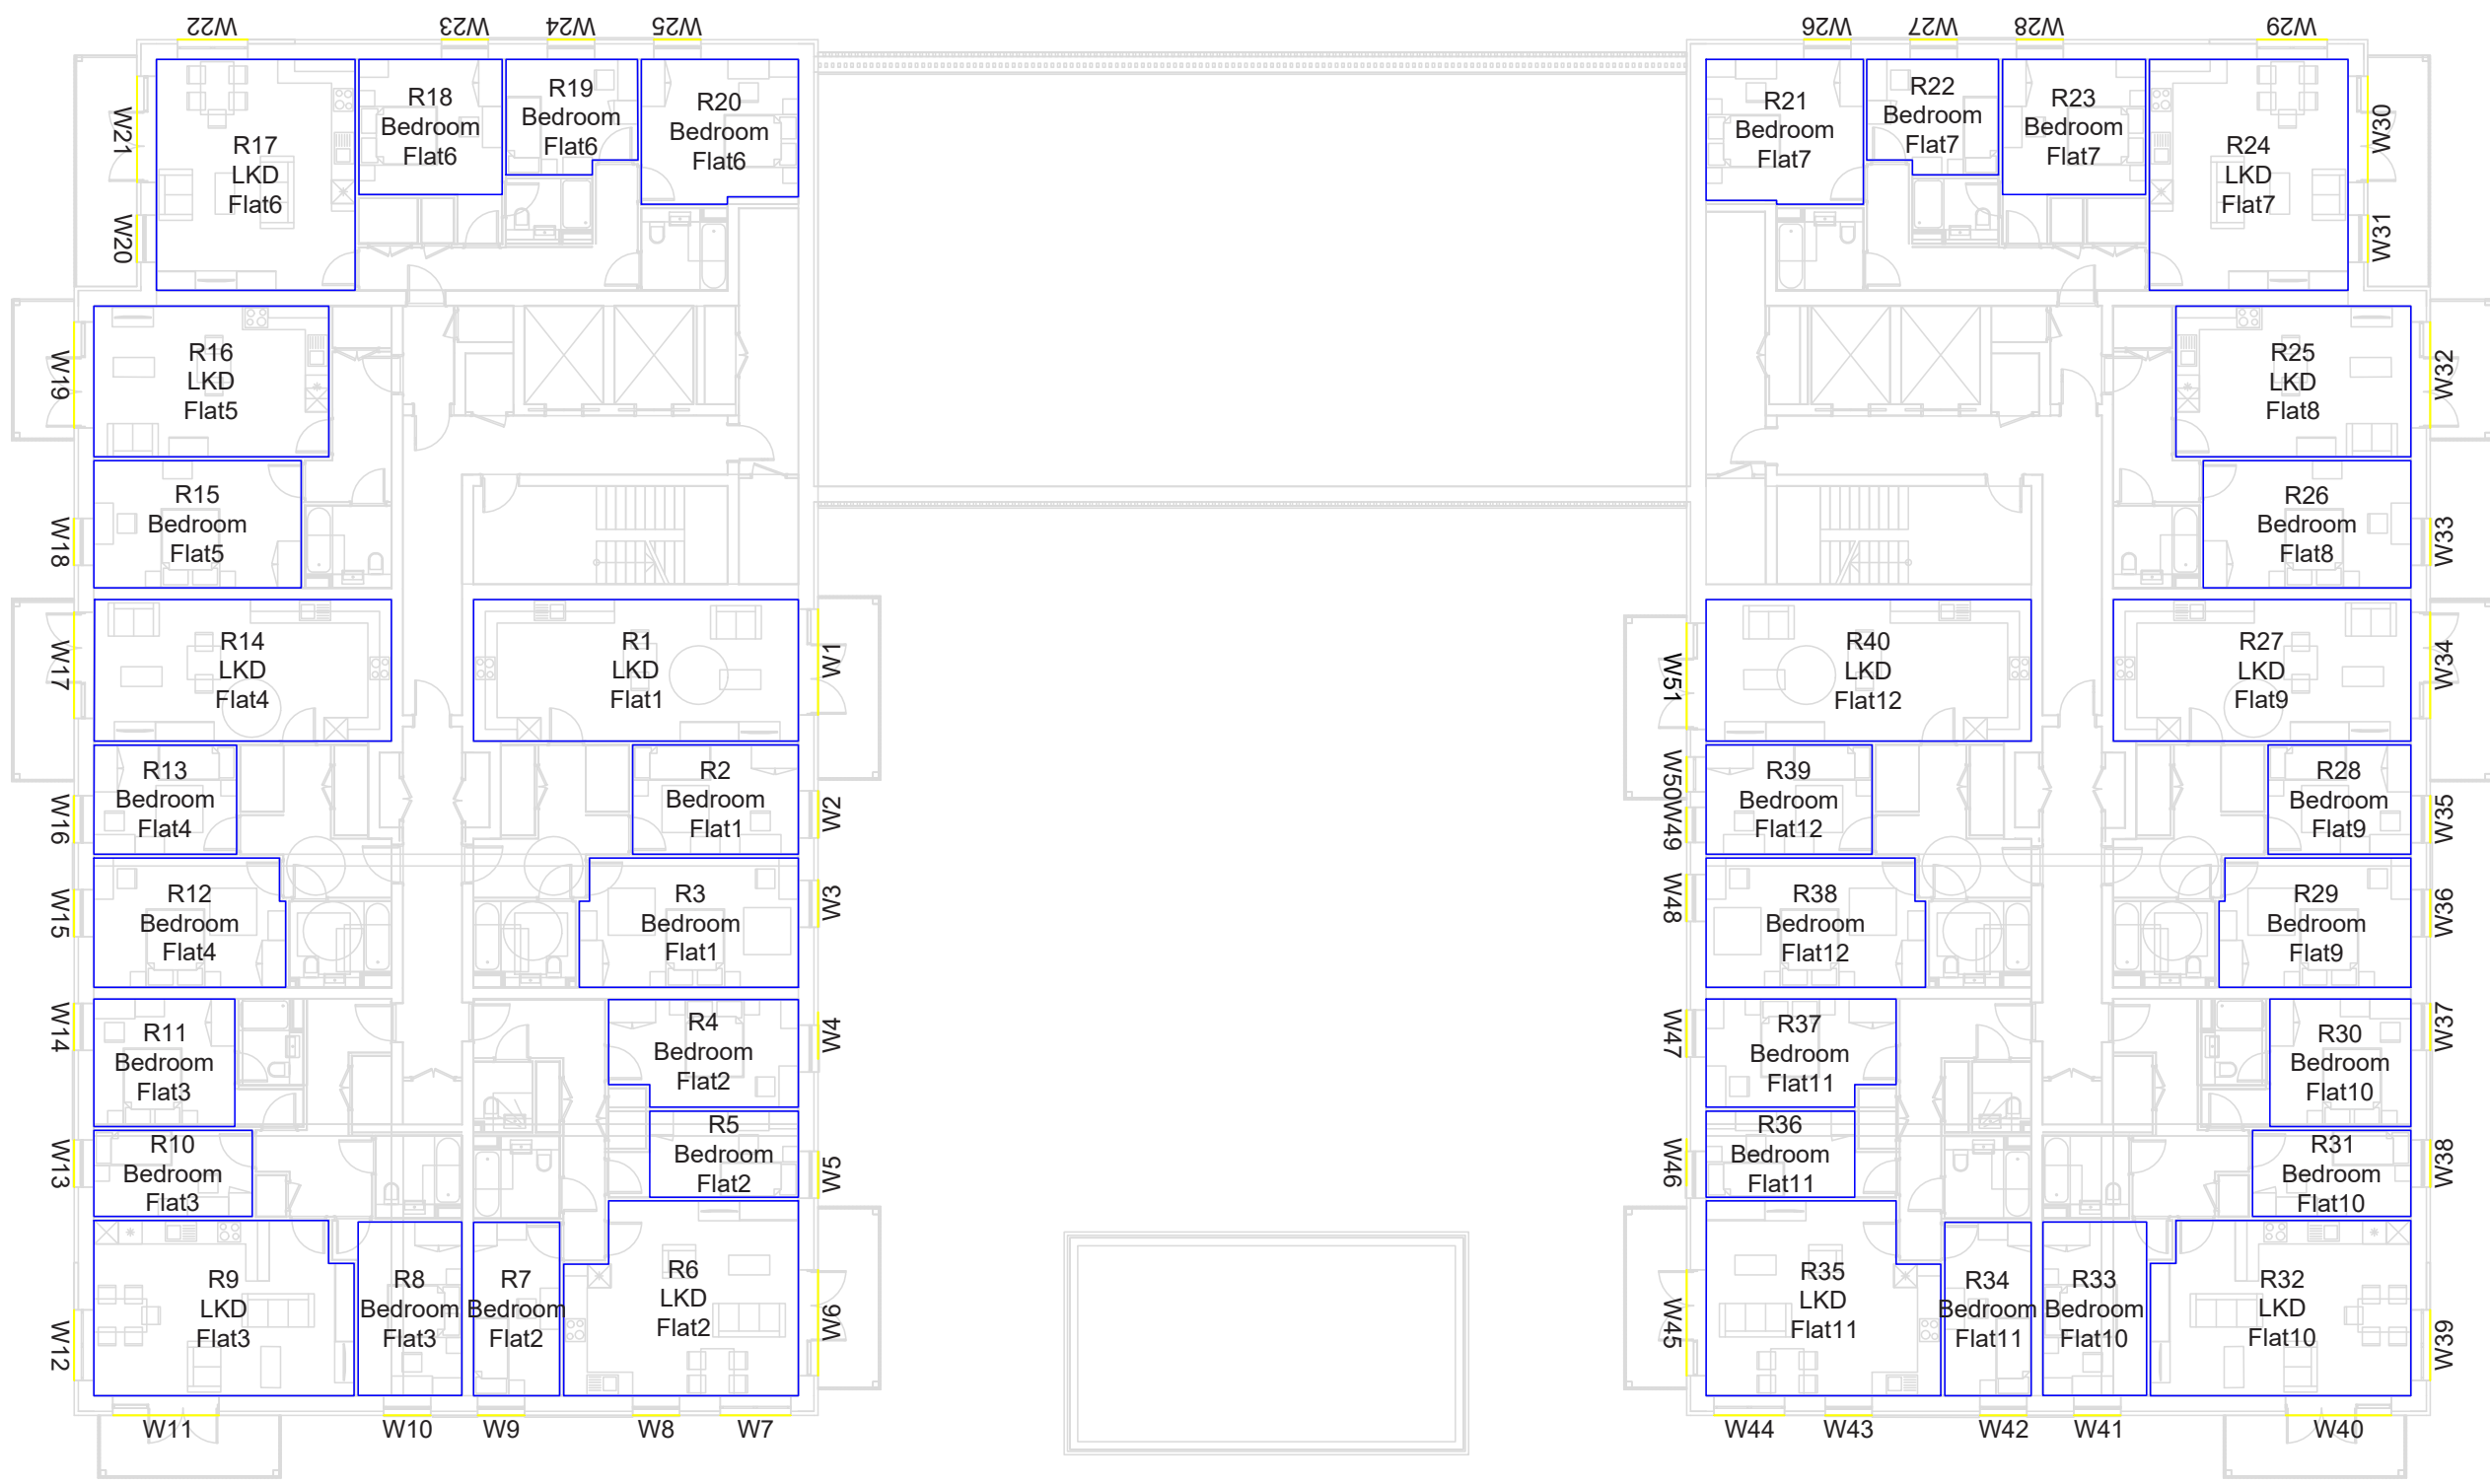 W22
W23
W24
W25
W26
W27
W28
W29
W21
R17
LKD
Flat6
R18
Bedroom
Flat6
R19
Bedroom
Flat6
R20
Bedroom
Flat6
R21
Bedroom
Flat7
R22
Bedroom
Flat7
R23
Bedroom
Flat7
R24
LKD
Flat7
W30
W20
W31
W19
R16
LKD
Flat5
R25
LKD
Flat8
W32
W18
R15
Bedroom
Flat5
R26
Bedroom
Flat8
W33
W17
R14
LKD
Flat4
R1
LKD
Flat1
W1
W51
R40
LKD
Flat12
R27
LKD
Flat9
W34
W16
R13
Bedroom
Flat4
R2
Bedroom
Flat1
W2
W50
W49
R39
Bedroom
Flat12
R28
Bedroom
Flat9
W35
W15
R12
Bedroom
Flat4
R3
Bedroom
Flat1
W3
W48
R38
Bedroom
Flat12
R29
Bedroom
Flat9
W36
W14
R11
Bedroom
Flat3
R4
Bedroom
Flat2
W4
W47
R37
Bedroom
Flat11
R30
Bedroom
Flat10
W37
W13
R10
Bedroom
Flat3
R5
Bedroom
Flat2
W5
W46
R36
Bedroom
Flat11
R31
Bedroom
Flat10
W38
W12
R9
LKD
Flat3
R8
Bedroom
Flat3
R7
Bedroom
Flat2
R6
LKD
Flat2
W6
W45
R35
LKD
Flat11
R34
Bedroom
Flat11
R33
Bedroom
Flat10
R32
LKD
Flat10
W39
W11
W10
W9
W8
W7
W44
W43
W42
W41
W40